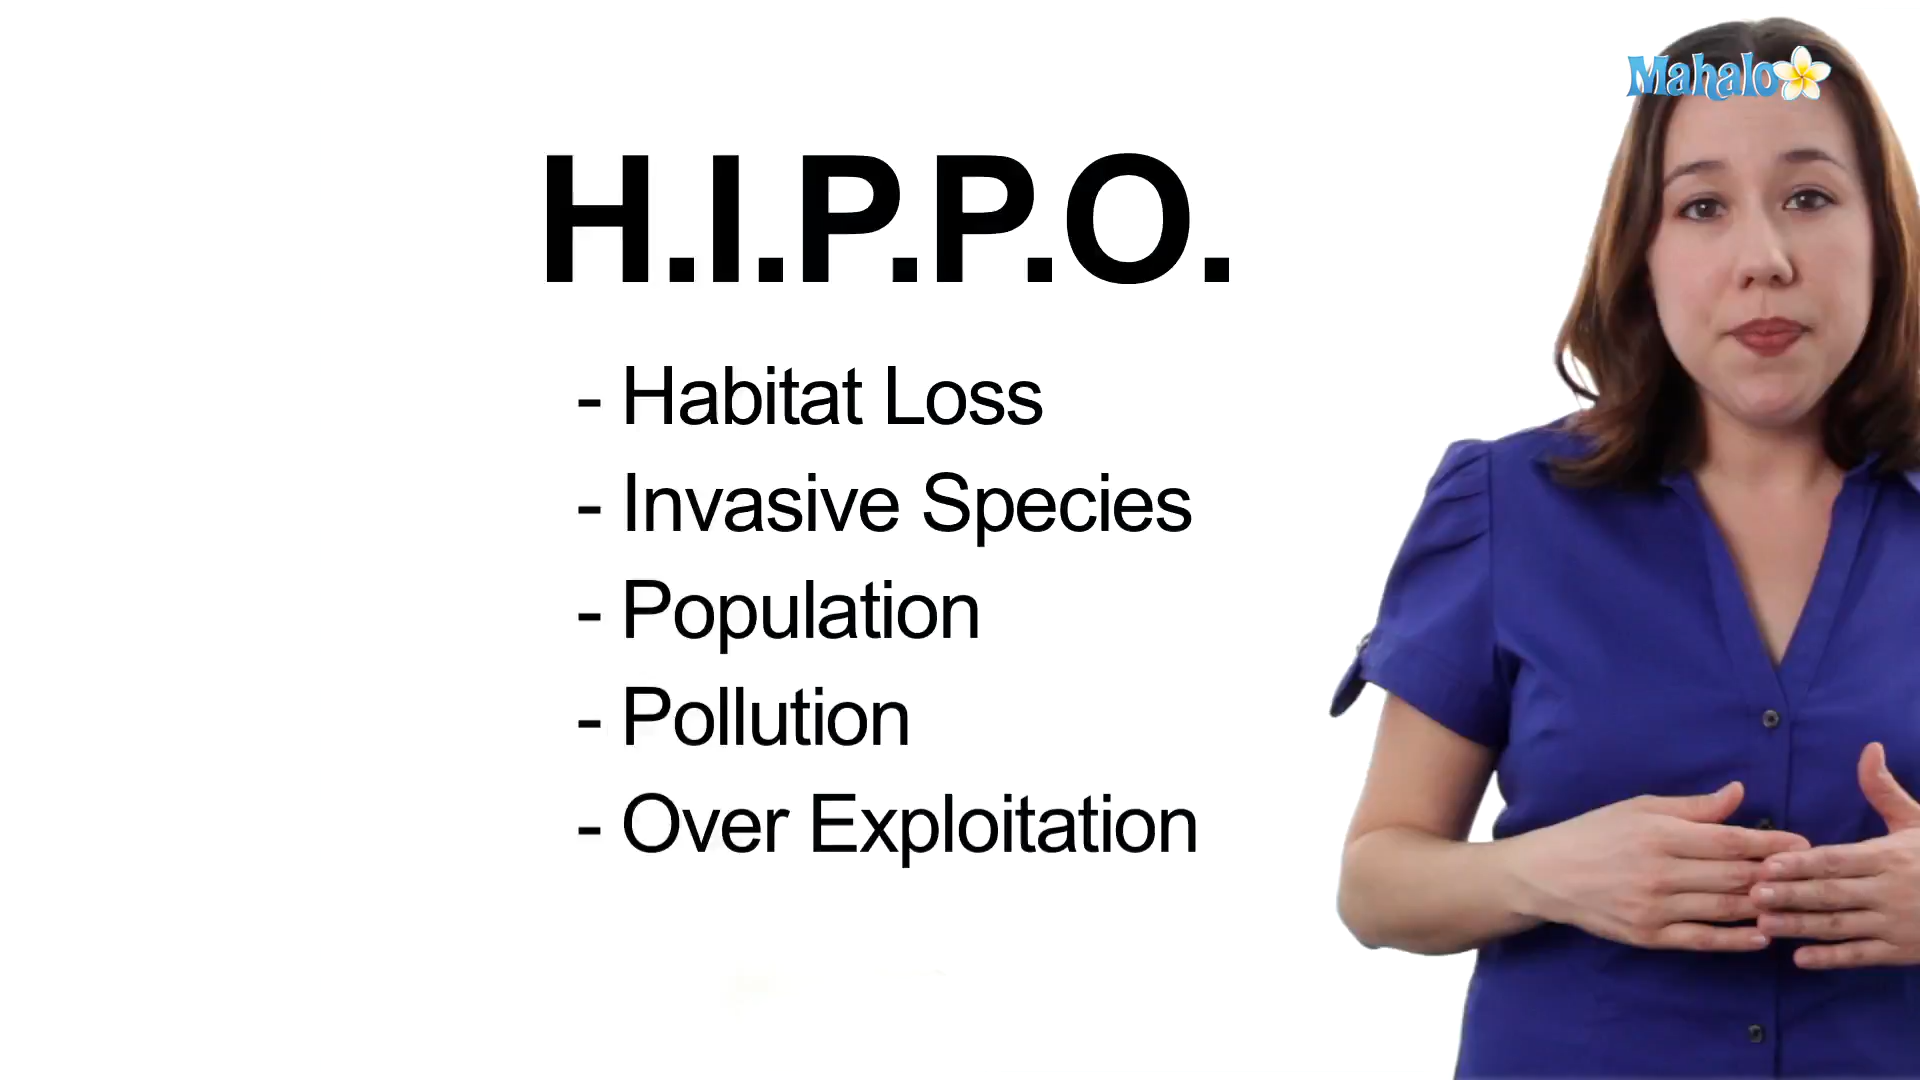 Mahalo
H.I.P.P.O.
- Habitat Loss
- Invasive Species
- Population
- Pollution
- Over Exploitation